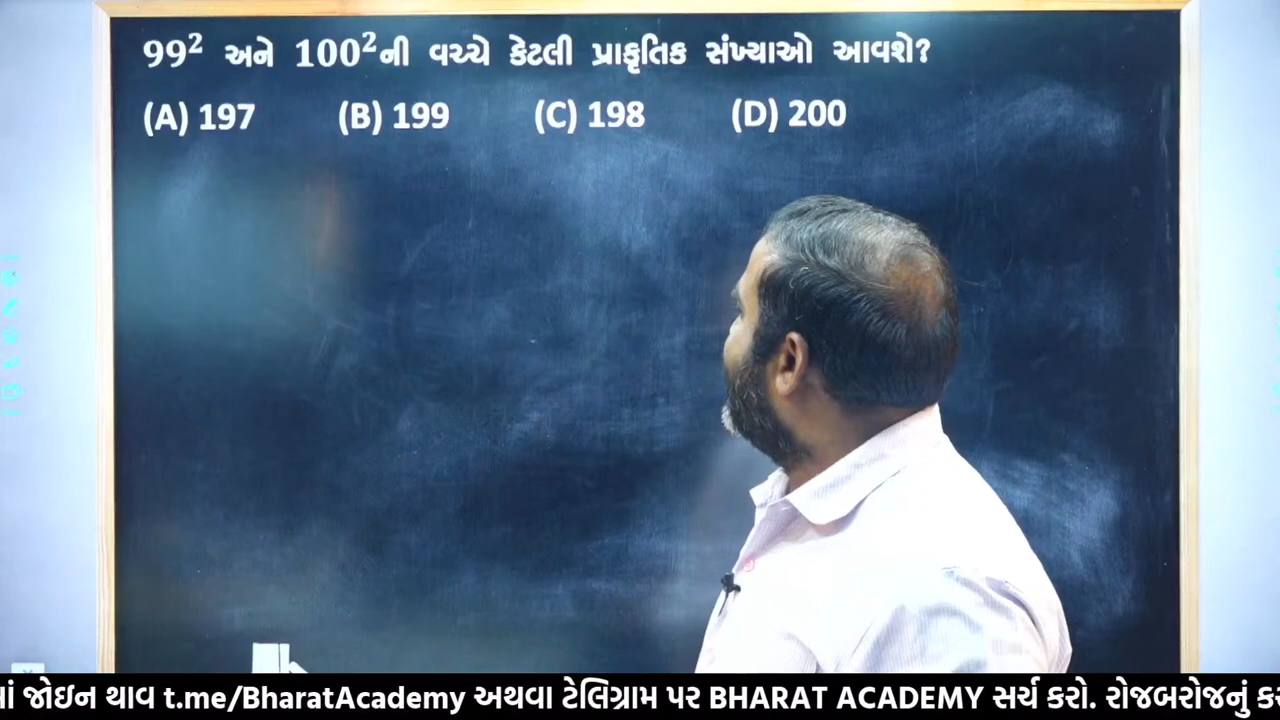 99² અને 100²ની વચ્ચે કેટલી પ્રાકૃતિક સંખ્યાઓ આવશે?
(A) 197 (B) 199 (C) 198 (D) 200
જોઇન થાવ t.me/BharatAcademy અથવા ટેલિગ્રામ પર BHARAT ACADEMY સર્ચ કરો. રોજબરોજનું